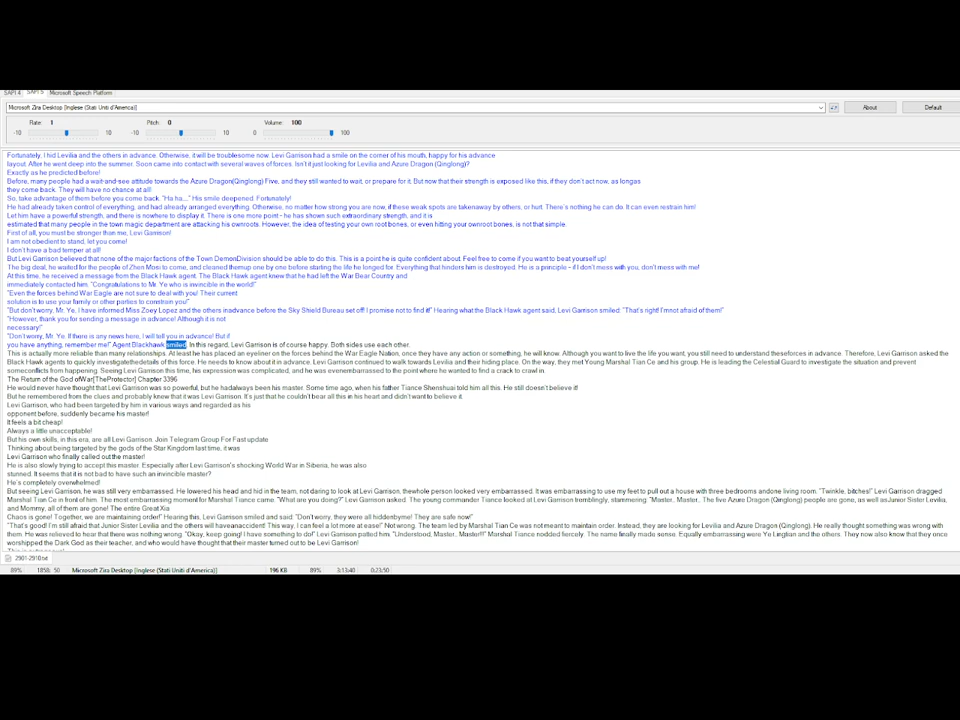 SAPI 4 SAPI 5 Microsoft Speech Platform
Microsoft Zira Desktop [Inglese (Stati Uniti d'America)] About Default
Rate: 1 Pitch: 0 Volume: 100
-10 10 -10 10 0 100
Fortunately, I hid Levilia and the others in advance. Otherwise, it will be troublesome now. Levi Garrison had a smile on the corner of his mouth, happy for his advance
layout. After he went deep into the summer. Soon came into contact with several waves of forces. Isn't it just looking for Levilia and Azure Dragon (Qinglong)?
Exactly as he predicted before!
Before, many people had a wait-and-see attitude towards the Azure Dragon(Qinglong) Five, and they still wanted to wait, or prepare for it. But now that their strength is exposed like this, if they don't act now, as longas
they come back. They will have no chance at all!
So, take advantage of them before you come back. "Ha ha..." His smile deepened. Fortunately!
He had already taken control of everything, and had already arranged everything. Otherwise, no matter how strong you are now, if these weak spots are takenaway by others, or hurt. There's nothing he can do. It can even restrain him!
Let him have a powerful strength, and there is nowhere to display it. There is one more point - he has shown such extraordinary strength, and it is
estimated that many people in the town magic department are attacking his ownroots. However, the idea of testing your own root bones, or even hitting your ownroot bones, is not that simple.
First of all, you must be stronger than me, Levi Garrison!
I am not obedient to stand, let you come!
I don't have a bad temper at all!
But Levi Garrison believed that none of the major factions of the Town DemonDivision should be able to do this. This is a point he is quite confident about. Feel free to come if you want to beat yourself up!
The big deal, he waited for the people of Zhen Mosi to come, and cleaned themup one by one before starting the life he longed for. Everything that hinders him is destroyed. He is a principle – if I don't mess with you, don't mess with me!
At this time, he received a message from the Black Hawk agent. The Black Hawk agent knew that he had left the War Bear Country and
immediately contacted him. "Congratulations to Mr. Ye who is invincible in the world!"
"Even the forces behind War Eagle are not sure to deal with you! Their current
solution is to use your family or other parties to constrain you!"
"But don't worry, Mr. Ye, I have informed Miss Zoey Lopez and the others inadvance before the Sky Shield Bureau set off! I promise not to find it!" Hearing what the Black Hawk agent said, Levi Garrison smiled: "That's right! I'm not afraid of them!"
"However, thank you for sending a message in advance! Although it is not
necessary!"
"Don't worry, Mr. Ye. If there is any news here, I will tell you in advance! But if
you have anything, remember me!" Agent Blackhawk smiled. In this regard, Levi Garrison is of course happy. Both sides use each other.
This is actually more reliable than many relationships. At least he has placed an eyeliner on the forces behind the War Eagle Nation, once they have any action or something, he will know. Although you want to live the life you want, you still need to understand theseforces in advance. Therefore, Levi Garrison asked the
Black Hawk agents to quickly investigatethedetails of this force. He needs to know about it in advance. Levi Garrison continued to walk towards Levilia and their hiding place. On the way, they met Young Marshal Tian Ce and his group. He is leading the Celestial Guard to investigate the situation and prevent
someconflicts from happening. Seeing Levi Garrison this time, his expression was complicated, and he was evenembarrassed to the point where he wanted to find a crack to crawl in.
The Return of the God ofWar[TheProtector] Chapter 3396
He would never have thought that Levi Garrison was so powerful, but he hadalways been his master. Some time ago, when his father Tiance Shenshuai told him all this. He still doesn't believe it!
But he remembered from the clues and probably knew that it was Levi Garrison. It's just that he couldn't bear all this in his heart and didn't want to believe it.
Levi Garrison, who had been targeted by him in various ways and regarded as his
opponent before, suddenly became his master!
It feels a bit cheap!
Always a little unacceptable!
But his own skills, in this era, are all Levi Garrison. Join Telegram Group For Fast update
Thinking about being targeted by the gods of the Star Kingdom last time, it was
Levi Garrison who finally called out the master!
He is also slowly trying to accept this master. Especially after Levi Garrison's shocking World War in Siberia, he was also
stunned. It seems that it is not bad to have such an invincible master?
He's completely overwhelmed!
But seeing Levi Garrison, he was still very embarrassed. He lowered his head and hid in the team, not daring to look at Levi Garrison, thewhole person looked very embarrassed. It was embarrassing to use my feet to pull out a house with three bedrooms andone living room. "Twinkle, bitches!" Levi Garrison dragged
Marshal Tian Ce in front of him. The most embarrassing moment for Marshal Tiance came. "What are you doing?" Levi Garrison asked. The young commander Tiance looked at Levi Garrison tremblingly, stammering: "Master.. Master.. The five Azure Dragon (Qinglong) people are gone, as well asJunior Sister Levilia,
and Mommy, all of them are gone! The entire Great Xia
Chaos is gone! Together, we are maintaining order!" Hearing this, Levi Garrison smiled and said: "Don't worry, they were all hiddenbyme! They are safe now!"
"That's good! I'm still afraid that Junior Sister Levilia and the others will haveanaccident! This way, I can feel a lot more at ease!" Not wrong. The team led by Marshal Tian Ce was not meant to maintain order. Instead, they are looking for Levilia and Azure Dragon (Qinglong). He really thought something was wrong with
them. He was relieved to hear that there was nothing wrong. "Okay, keep going! I have something to do!" Levi Garrison patted him. "Understood, Master.. Master!!!" Marshal Tiance nodded fiercely. The name finally made sense. Equally embarrassing were Ye Lingtian and the others. They now also know that they once
worshipped the Dark God as their teacher, and who would have thought that their master turned out to be Levi Garrison!
2901-2910.txt
89% 1858: 50 Microsoft Zira Desktop [Inglese (Stati Uniti d'America)] 196 KB 89% 3:13:40 0:23:50